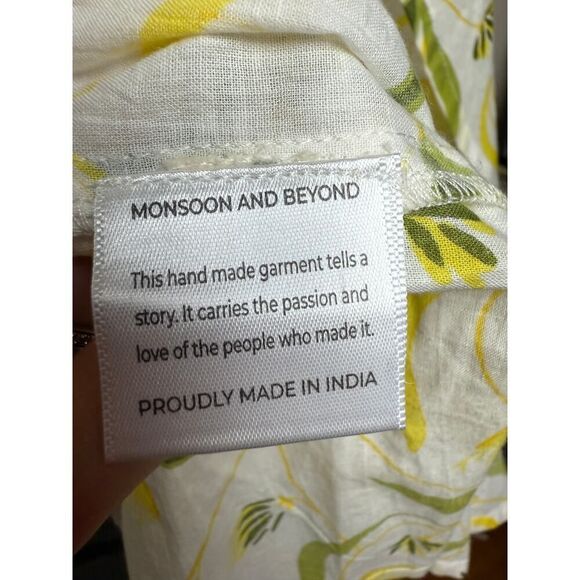 MONSOON AND BEYOND
This hand made garment tells a
story. It carries the passion and
love of the people who made it.
PROUDLY MADE IN INDIA